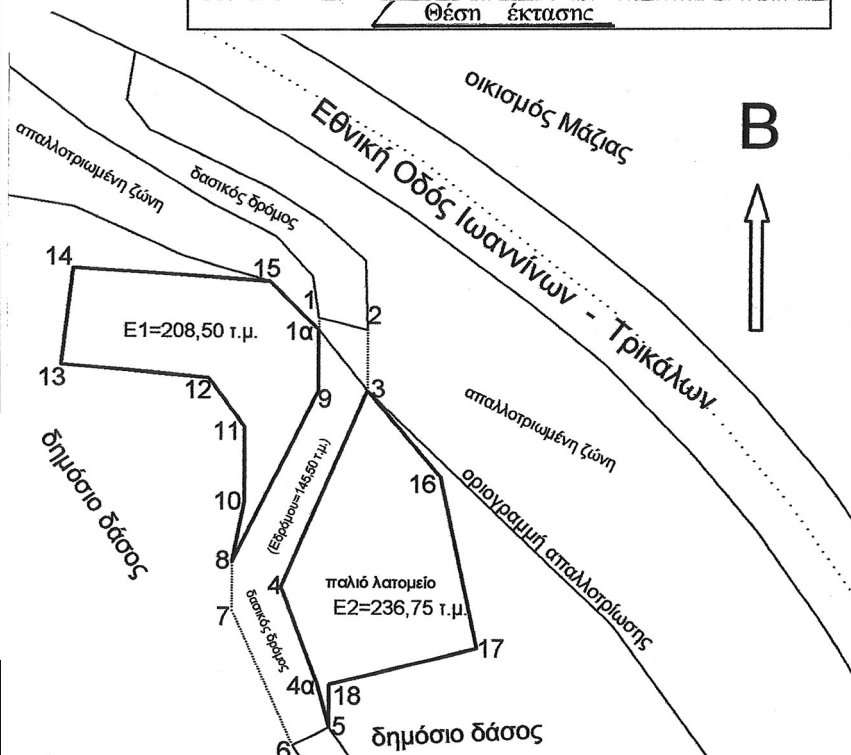 Θέση έκτασης
οικισμός Μάζιας
Β
Εθνική Οδός Ιωαννίνων - Τρικάλων
απαλλοτριωμένη ζώνη
δασικός δρόμος
14
15
1
2
1α
Ε1=208,50 τ.μ.
13
12
9
3
απαλλοτριωμένη ζώνη
11
δημόσιο δάσος
(Εδρόμου=145,50 τ.μ.)
16
οριογραμμή απαλλοτρίωσης
10
8
4
παλιό λατομείο
Ε2=236,75 τ.μ.
7
δασικός δρόμος
17
4α
18
5
δημόσιο δάσος
6